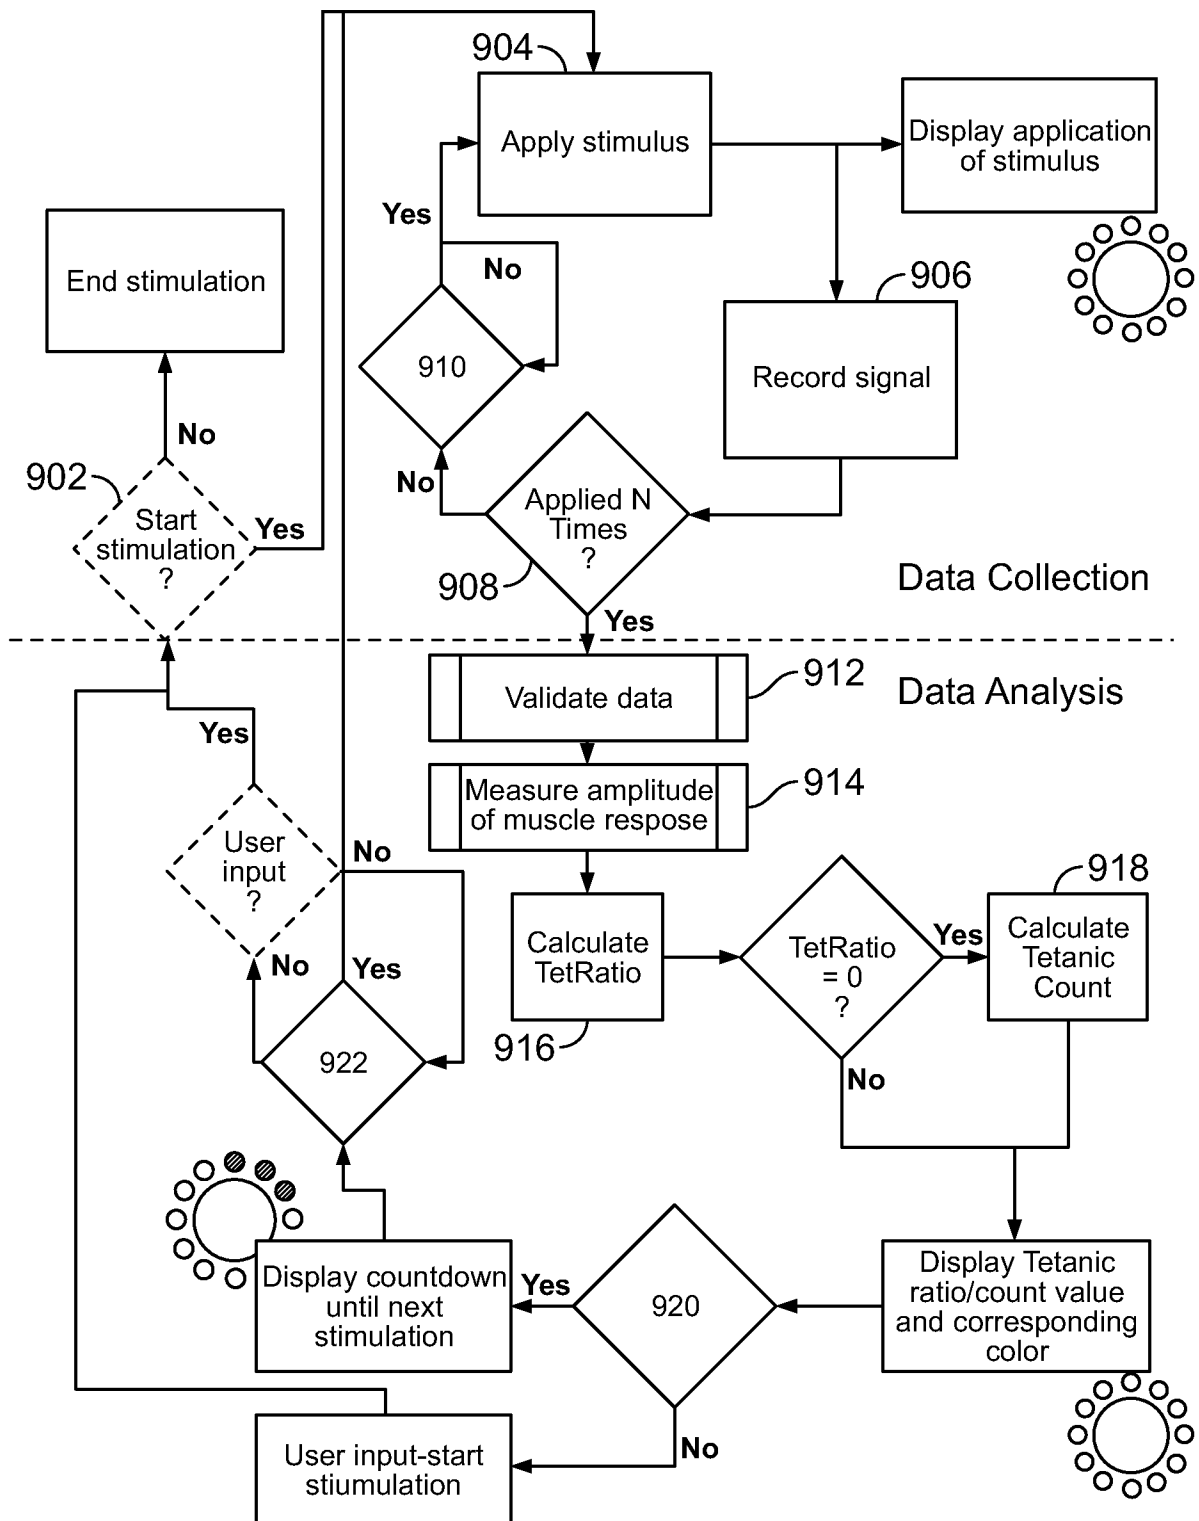 904
Apply stimulus
Display application
of stimulus
Yes
No
End stimulation
906
910
Record signal
No
902
Start
stimulation
?
Yes
No
Applied N
Times
?
908
Data Collection
Yes
912
Validate data
Data Analysis
Yes
914
Measure amplitude
of muscle respose
User
input
?
No
918
Calculate
TetRatio
TetRatio
= 0
?
Yes
Calculate
Tetanic
Count
No
Yes
916
922
No
Display Tetanic
ratio/count value
and corresponding
color
Display countdown
until next
stimulation
Yes
920
No
User input-start
stiumulation